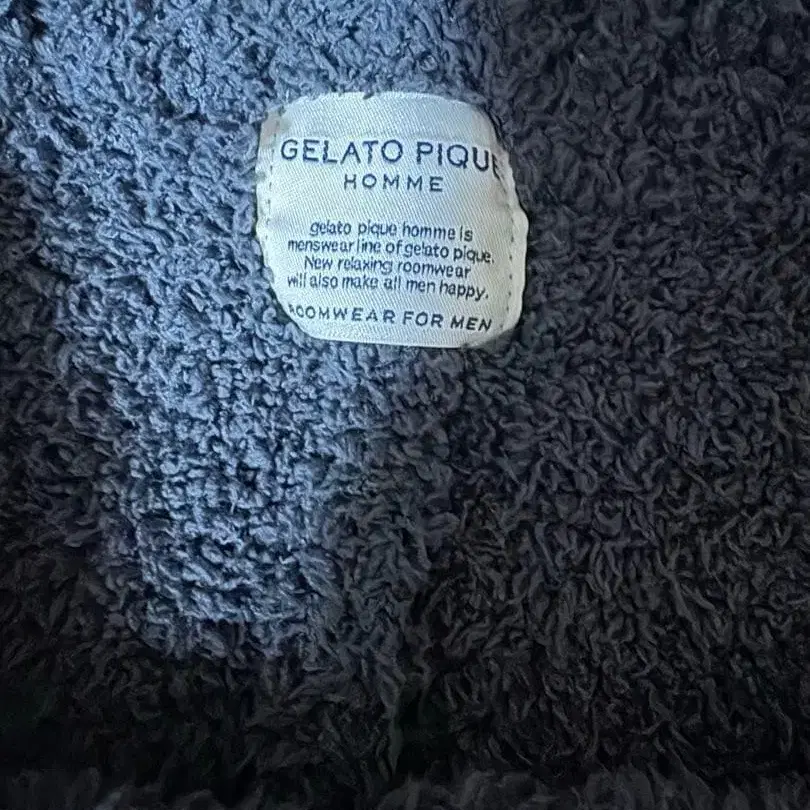 GELATO PIQUE
HOMME
gelato pique homme is
menswear line of gelato pique.
New relaxing roomwear
will also make all men happy.
ROOMWEAR FOR MEN